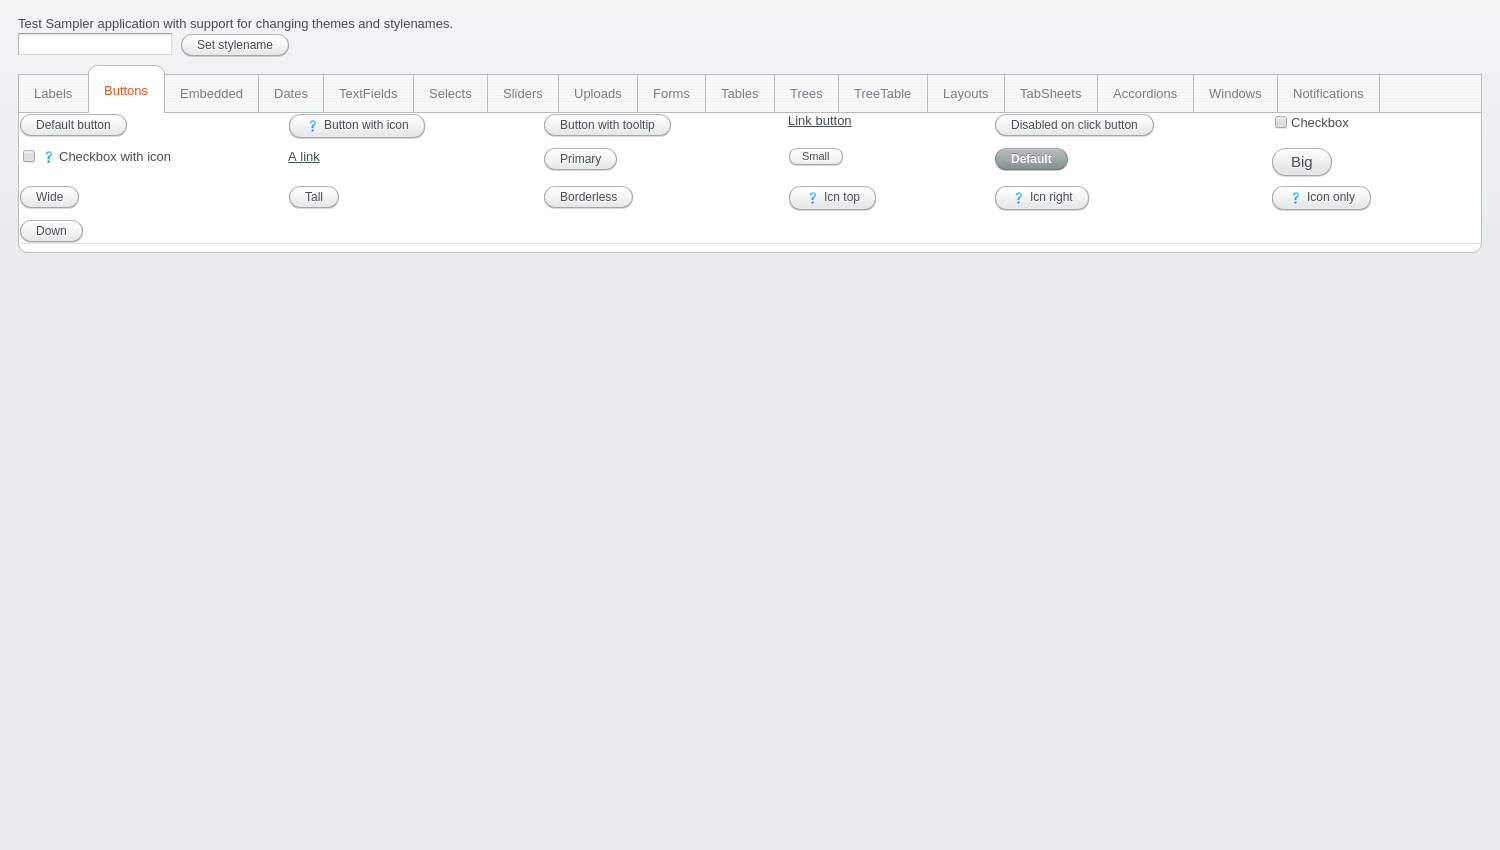 Test Sampler application with support for changing themes and stylenames.
Set stylename
Labels Buttons Embedded Dates TextFields Selects Sliders Uploads Forms Tables Trees TreeTable Layouts TabSheets Accordions Windows Notifications
Default button Button with icon Button with tooltip Link button Disabled on click button Checkbox
Checkbox with icon A link Primary Small Default Big
Wide Tall Borderless Icn top Icn right Icon only
Down